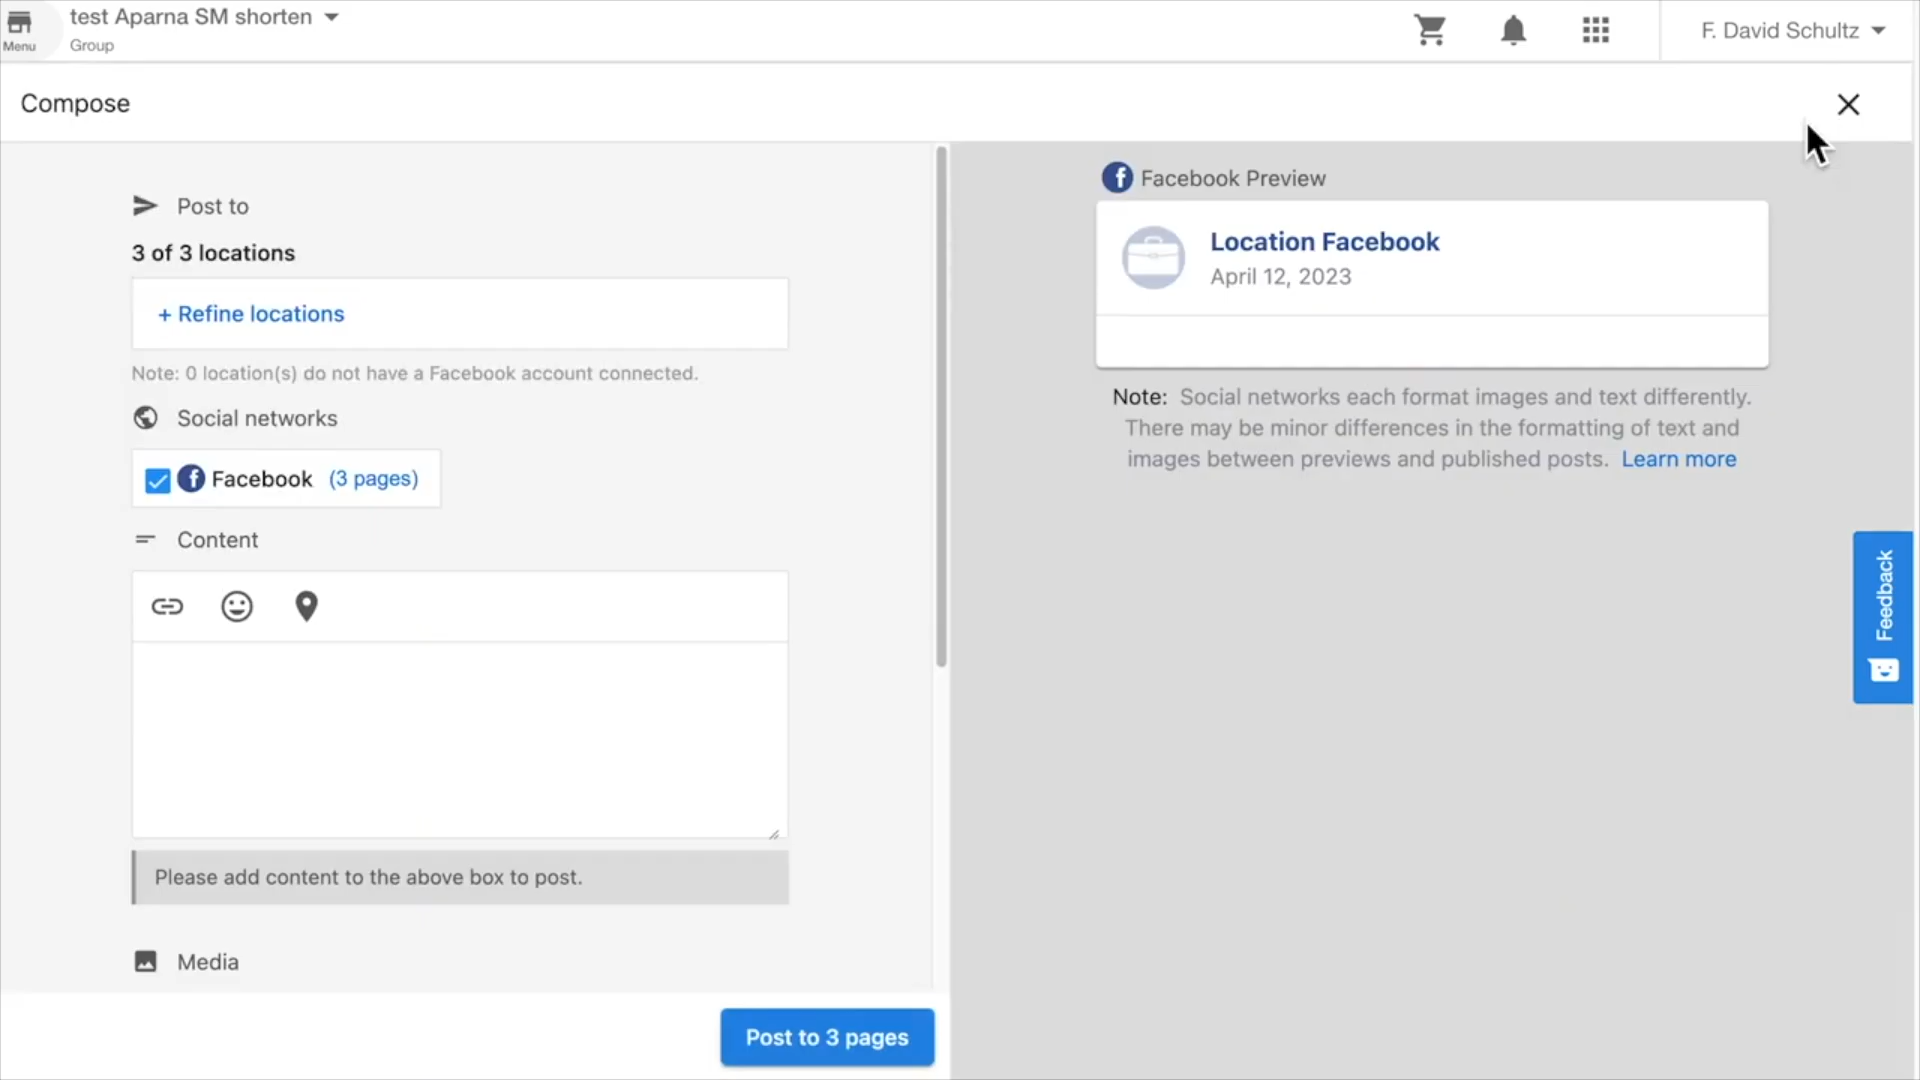 test Aparna SM shorten
Menu
Group
F. David Schultz
Compose
Post to
3 of 3 locations
+ Refine locations
Note: 0 location(s) do not have a Facebook account connected.
Social networks
Facebook (3 pages)
Content
Please add content to the above box to post.
Media
Post to 3 pages
Facebook Preview
Location Facebook
April 12, 2023
Note: Social networks each format images and text differently.
There may be minor differences in the formatting of text and
images between previews and published posts. Learn more
Feedback